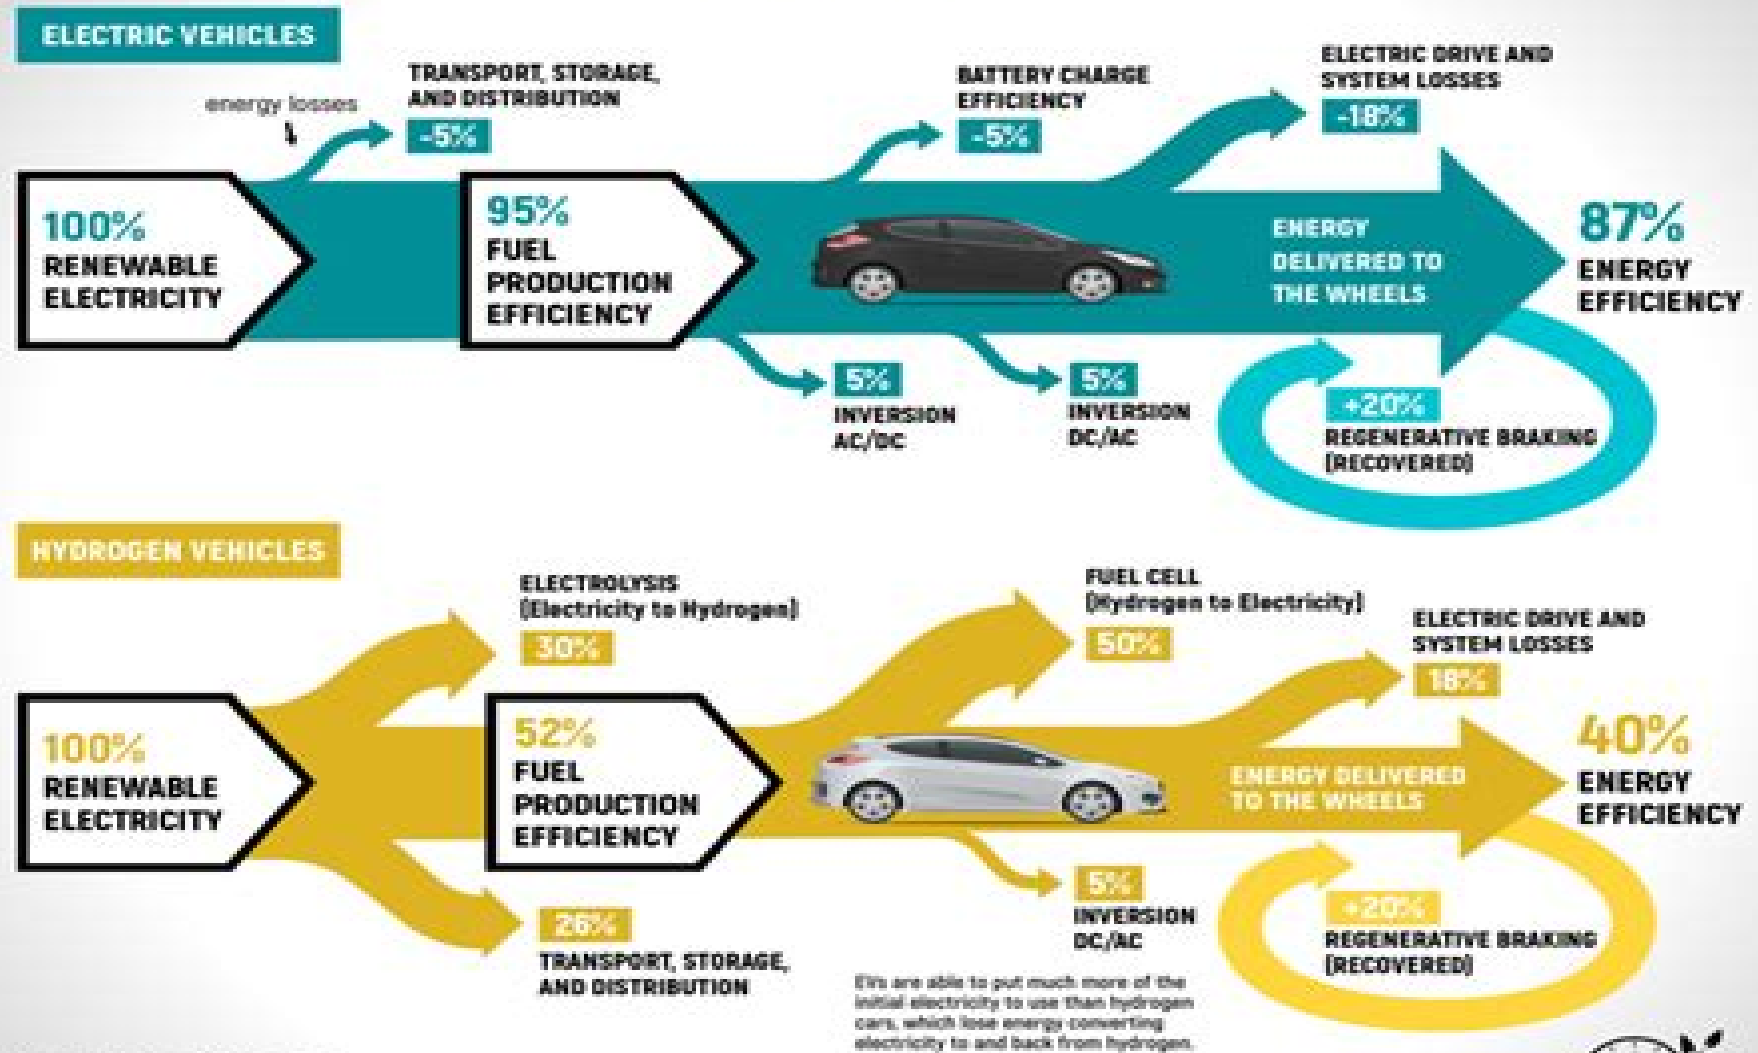 ELECTRIC VEHICLES
energy losses
TRANSPORT, STORAGE,
AND DISTRIBUTION
-5%
BATTERY CHARGE
EFFICIENCY
-5%
ELECTRIC DRIVE AND
SYSTEM LOSSES
-18%
100%
RENEWABLE
ELECTRICITY
95%
FUEL
PRODUCTION
EFFICIENCY
ENERGY
DELIVERED TO
THE WHEELS
87%
ENERGY
EFFICIENCY
5%
INVERSION
AC/DC
5%
INVERSION
DC/AC
+20%
REGENERATIVE BRAKING
(RECOVERED)
HYDROGEN VEHICLES
ELECTROLYSIS
(Electricity to Hydrogen)
30%
FUEL CELL
(Hydrogen to Electricity)
50%
ELECTRIC DRIVE AND
SYSTEM LOSSES
18%
100%
RENEWABLE
ELECTRICITY
52%
FUEL
PRODUCTION
EFFICIENCY
ENERGY DELIVERED
TO THE WHEELS
40%
ENERGY
EFFICIENCY
26%
TRANSPORT, STORAGE,
AND DISTRIBUTION
5%
INVERSION
DC/AC
+20%
REGENERATIVE BRAKING
(RECOVERED)
EVs are able to put much more of the
initial electricity to use than hydrogen
cars, which lose energy converting
electricity to and back from hydrogen.